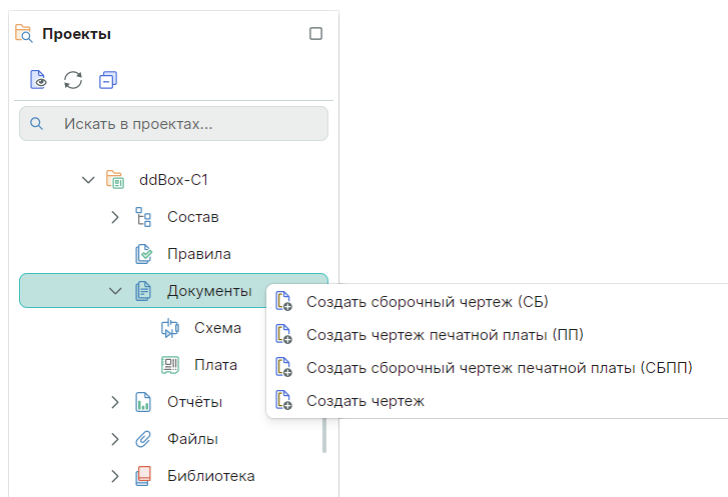 Проекты
Искать в проектах...
ddBox-C1
Состав
Правила
Документы
Создать сборочный чертеж (СБ)
Создать чертеж печатной платы (ПП)
Создать сборочный чертеж печатной платы (СБПП)
Создать чертеж
Схема
Плата
Отчёты
Файлы
Библиотека